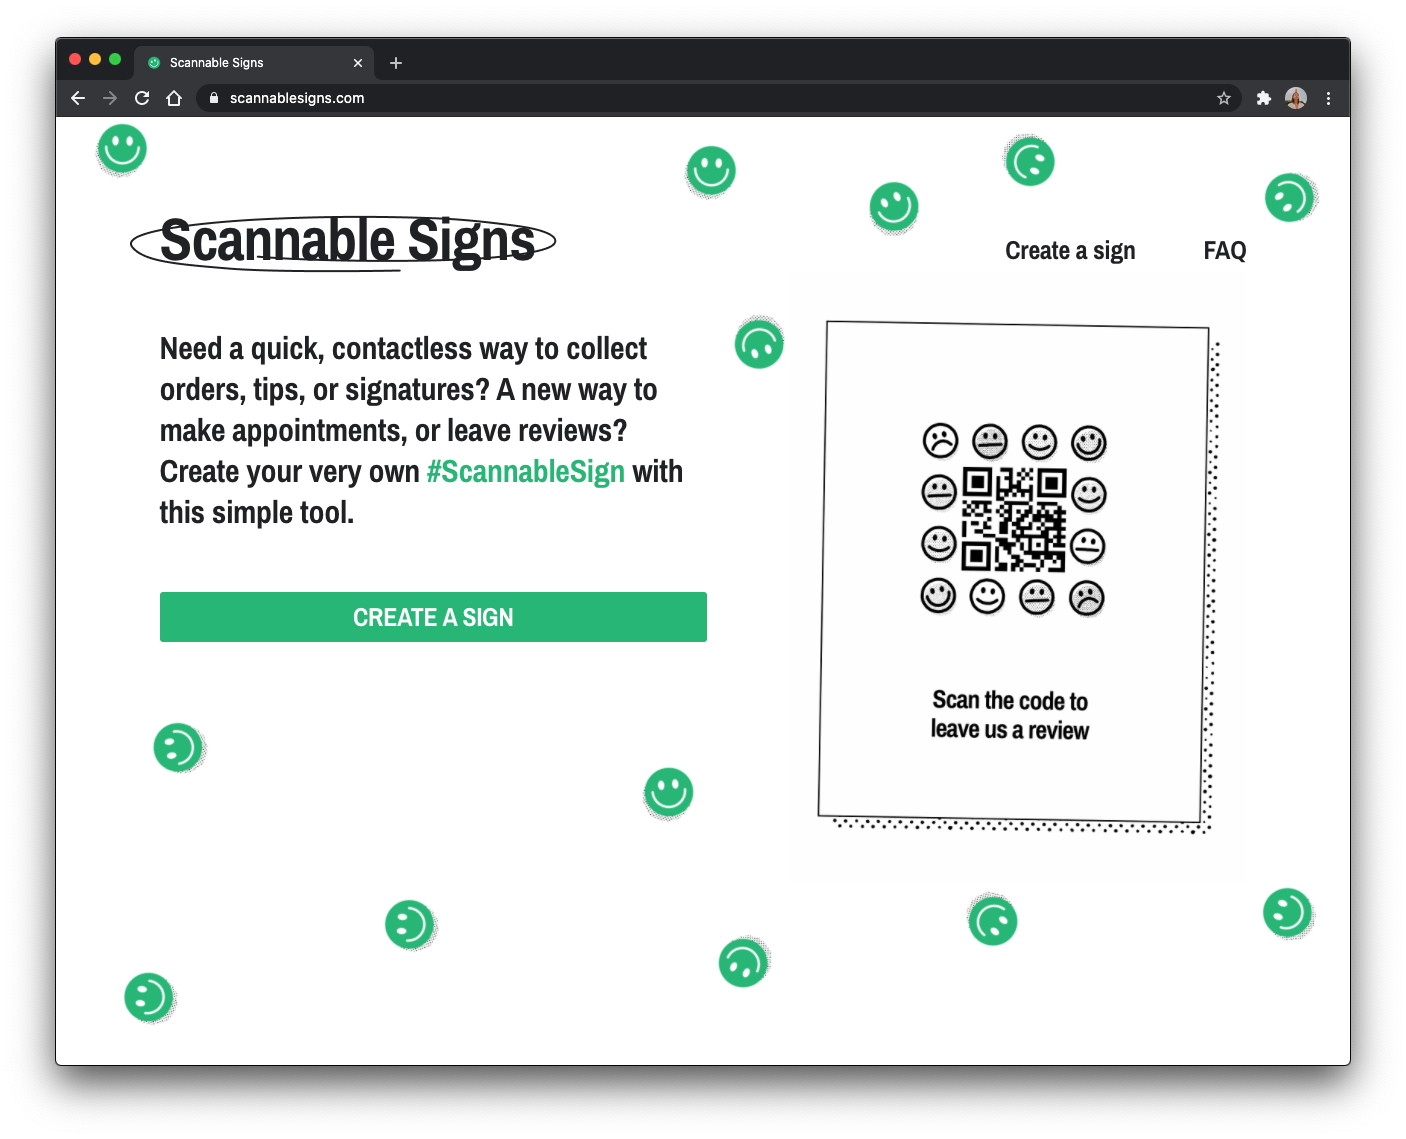 Scannable Signs
scannablesigns.com
Scannable Signs
Create a sign
FAQ
Need a quick, contactless way to collect
orders, tips, or signatures? A new way to
make appointments, or leave reviews?
Create your very own #ScannableSign with
this simple tool.
CREATE A SIGN
Scan the code to
leave us a review